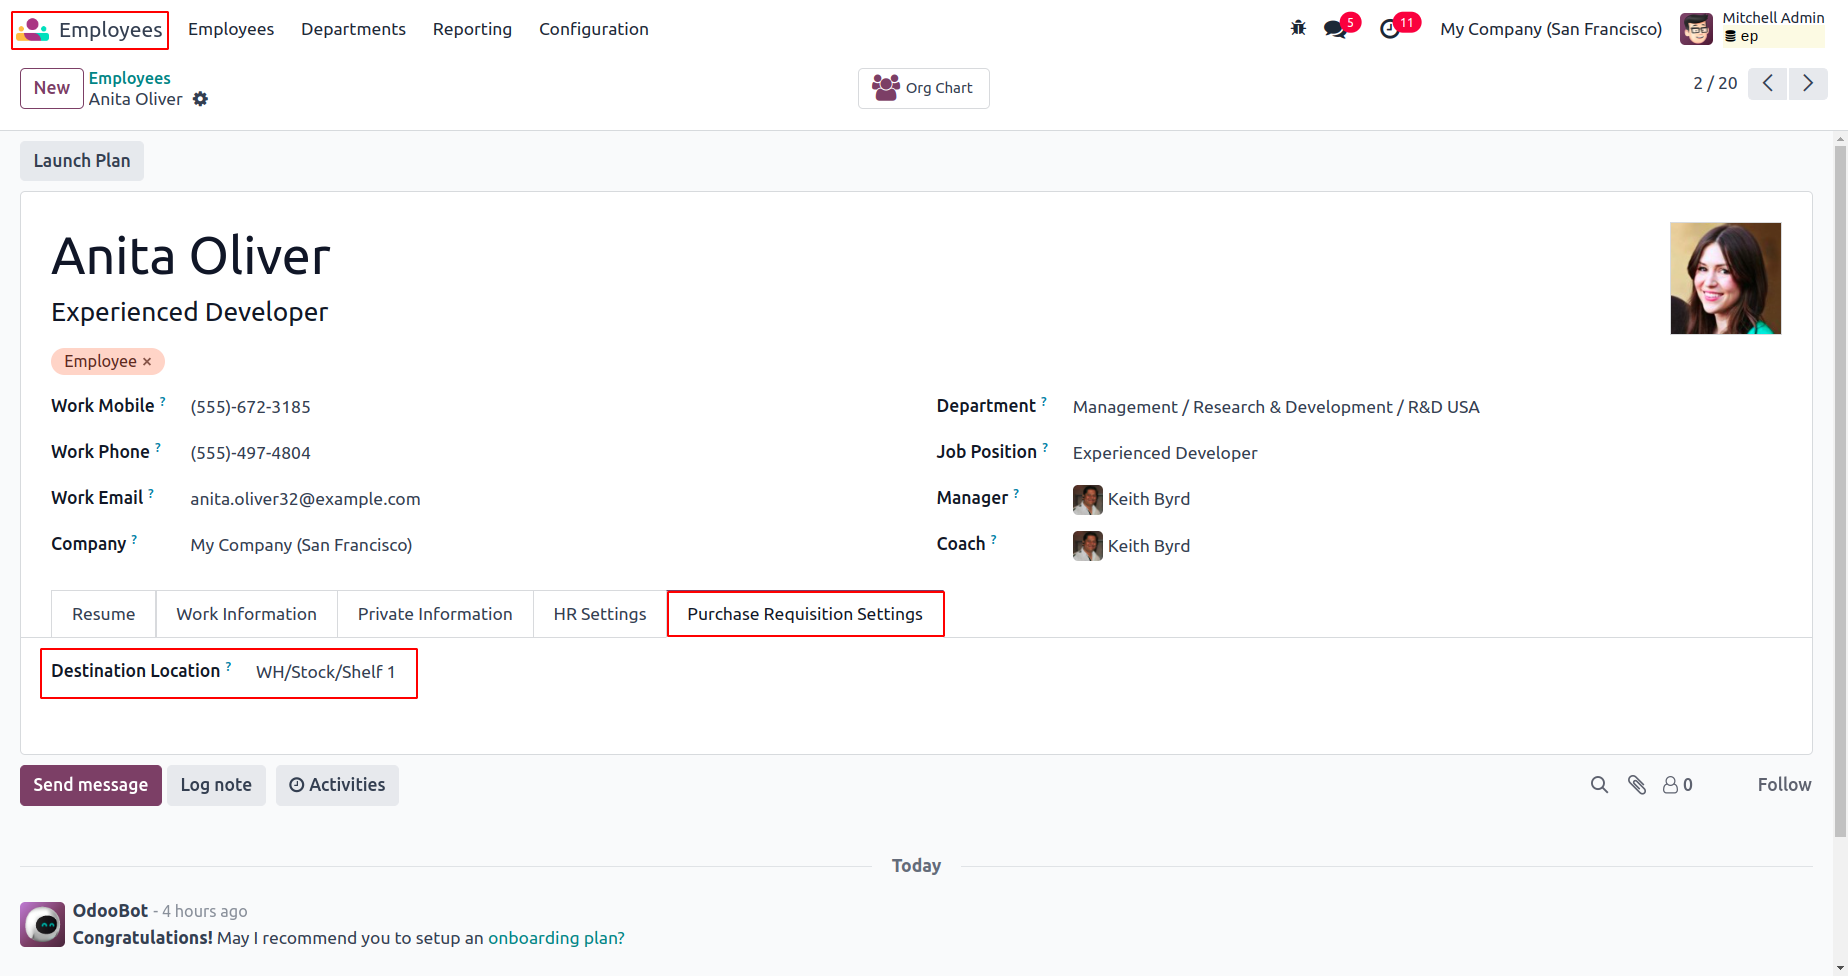 Employees Employees Departments Reporting Configuration 5 11 My Company (San Francisco) Mitchell Admin
ep
New Employees
Anita Oliver
Org Chart
2 / 20
Launch Plan
Anita Oliver
Experienced Developer
Employee ×
Work Mobile ? (555)-672-3185
Department ? Management / Research & Development / R&D USA
Work Phone ? (555)-497-4804
Job Position ? Experienced Developer
Work Email ? anita.oliver32@example.com
Manager ? Keith Byrd
Company ? My Company (San Francisco)
Coach ? Keith Byrd
Resume Work Information Private Information HR Settings Purchase Requisition Settings
Destination Location ? WH/Stock/Shelf 1
Send message Log note Activities 0 Follow
Today
OdooBot - 4 hours ago
Congratulations! May I recommend you to setup an onboarding plan?